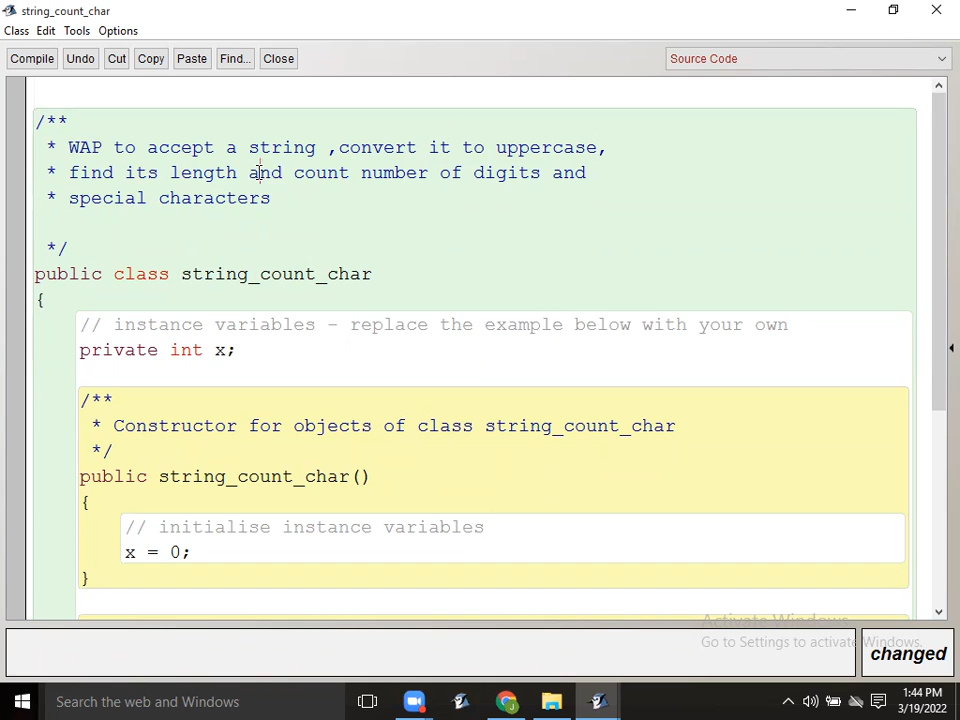 string_count_char
Class Edit Tools Options
Compile Undo Cut Copy Paste Find... Close Source Code
/**
* WAP to accept a string ,convert it to uppercase,
* find its length and count number of digits and
* special characters
*/
public class string_count_char
{
// instance variables - replace the example below with your own
private int x;
/**
* Constructor for objects of class string_count_char
*/
public string_count_char()
{
// initialise instance variables
x = 0;
}
Activate Windows
Go to Settings to activate Windows.
changed
Search the web and Windows
1:44 PM
3/19/2022